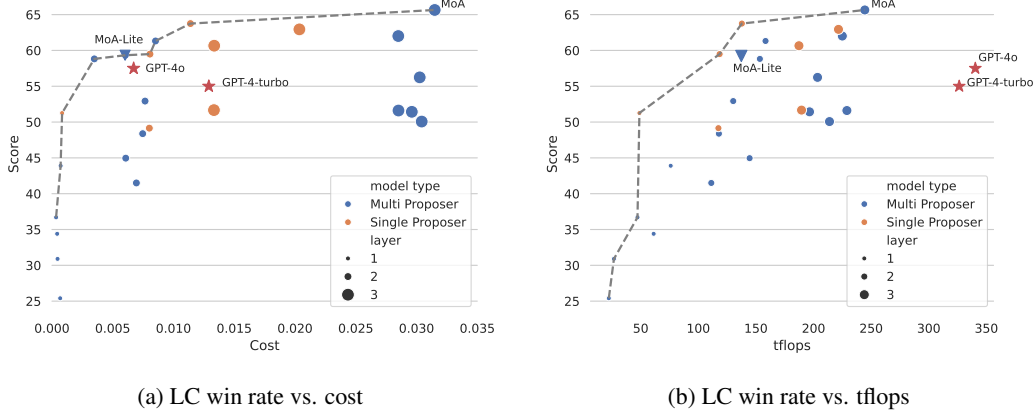 65
60
55
50
45
40
35
30
25
Score
MoA
MoA-Lite
GPT-4o
GPT-4-turbo
model type
Multi Proposer
Single Proposer
layer
1
2
3
0.000 0.005 0.010 0.015 0.020 0.025 0.030 0.035
Cost
(a) LC win rate vs. cost
65
60
55
50
45
40
35
30
25
Score
MoA
MoA-Lite
GPT-4o
GPT-4-turbo
model type
Multi Proposer
Single Proposer
layer
1
2
3
50 100 150 200 250 300 350
tflops
(b) LC win rate vs. tflops